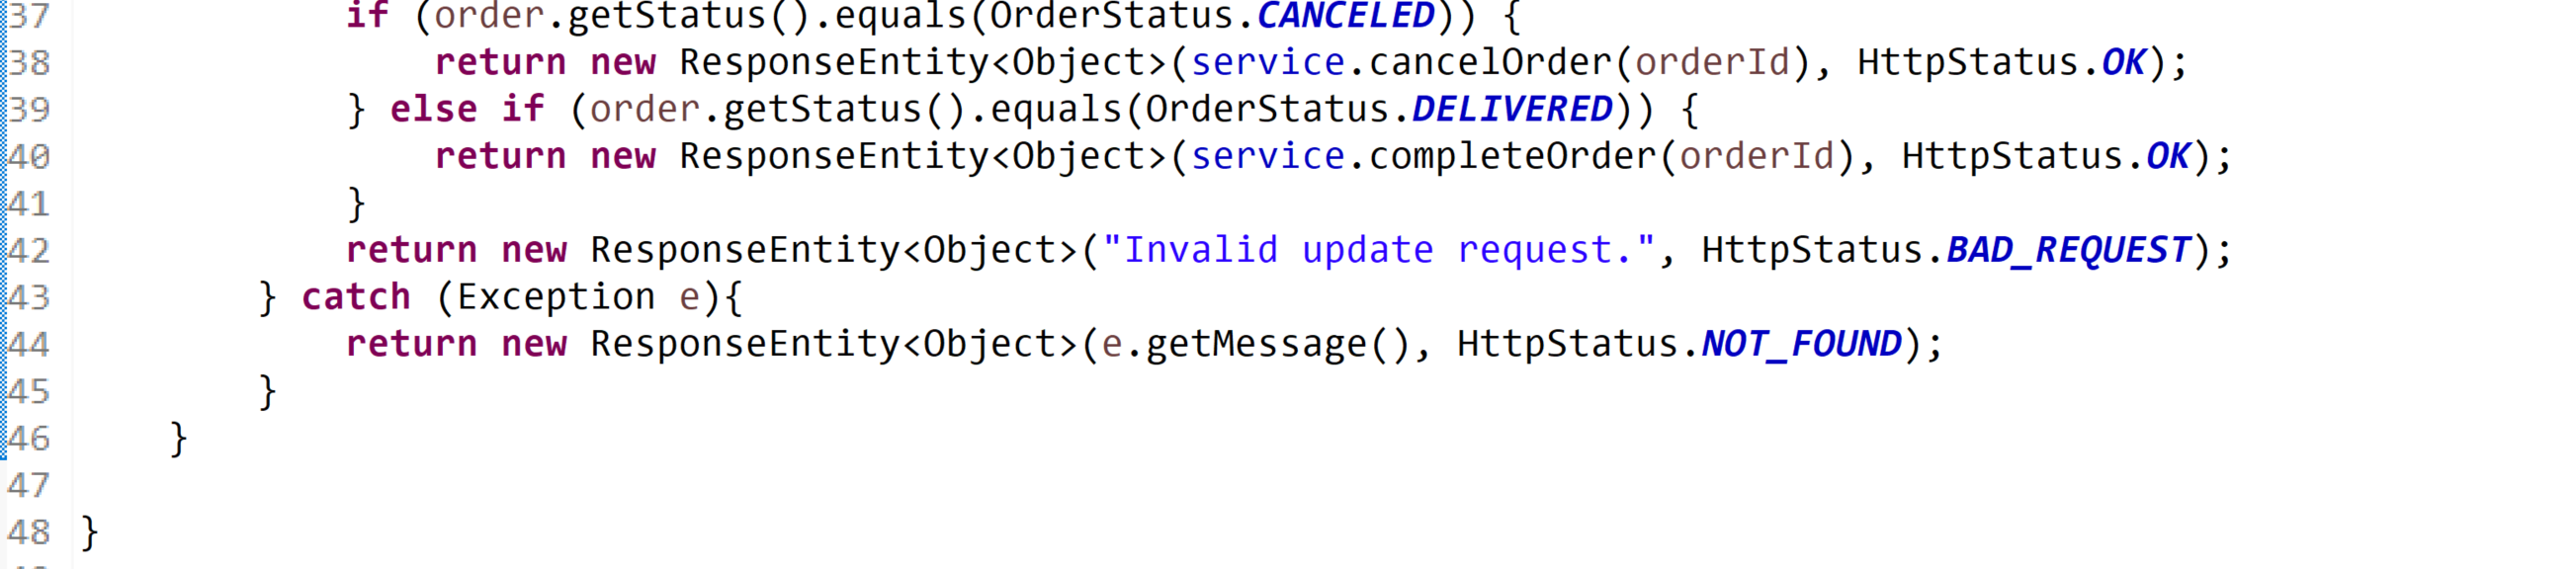 37 if (order.getStatus().equals(OrderStatus.CANCELED)) {
38 return new ResponseEntity<Object>(service.cancelOrder(orderId), HttpStatus.OK);
39 } else if (order.getStatus().equals(OrderStatus.DELIVERED)) {
40 return new ResponseEntity<Object>(service.completeOrder(orderId), HttpStatus.OK);
41 }
42 return new ResponseEntity<Object>("Invalid update request.", HttpStatus.BAD_REQUEST);
43 } catch (Exception e){
44 return new ResponseEntity<Object>(e.getMessage(), HttpStatus.NOT_FOUND);
45 }
46 }
47
48 }